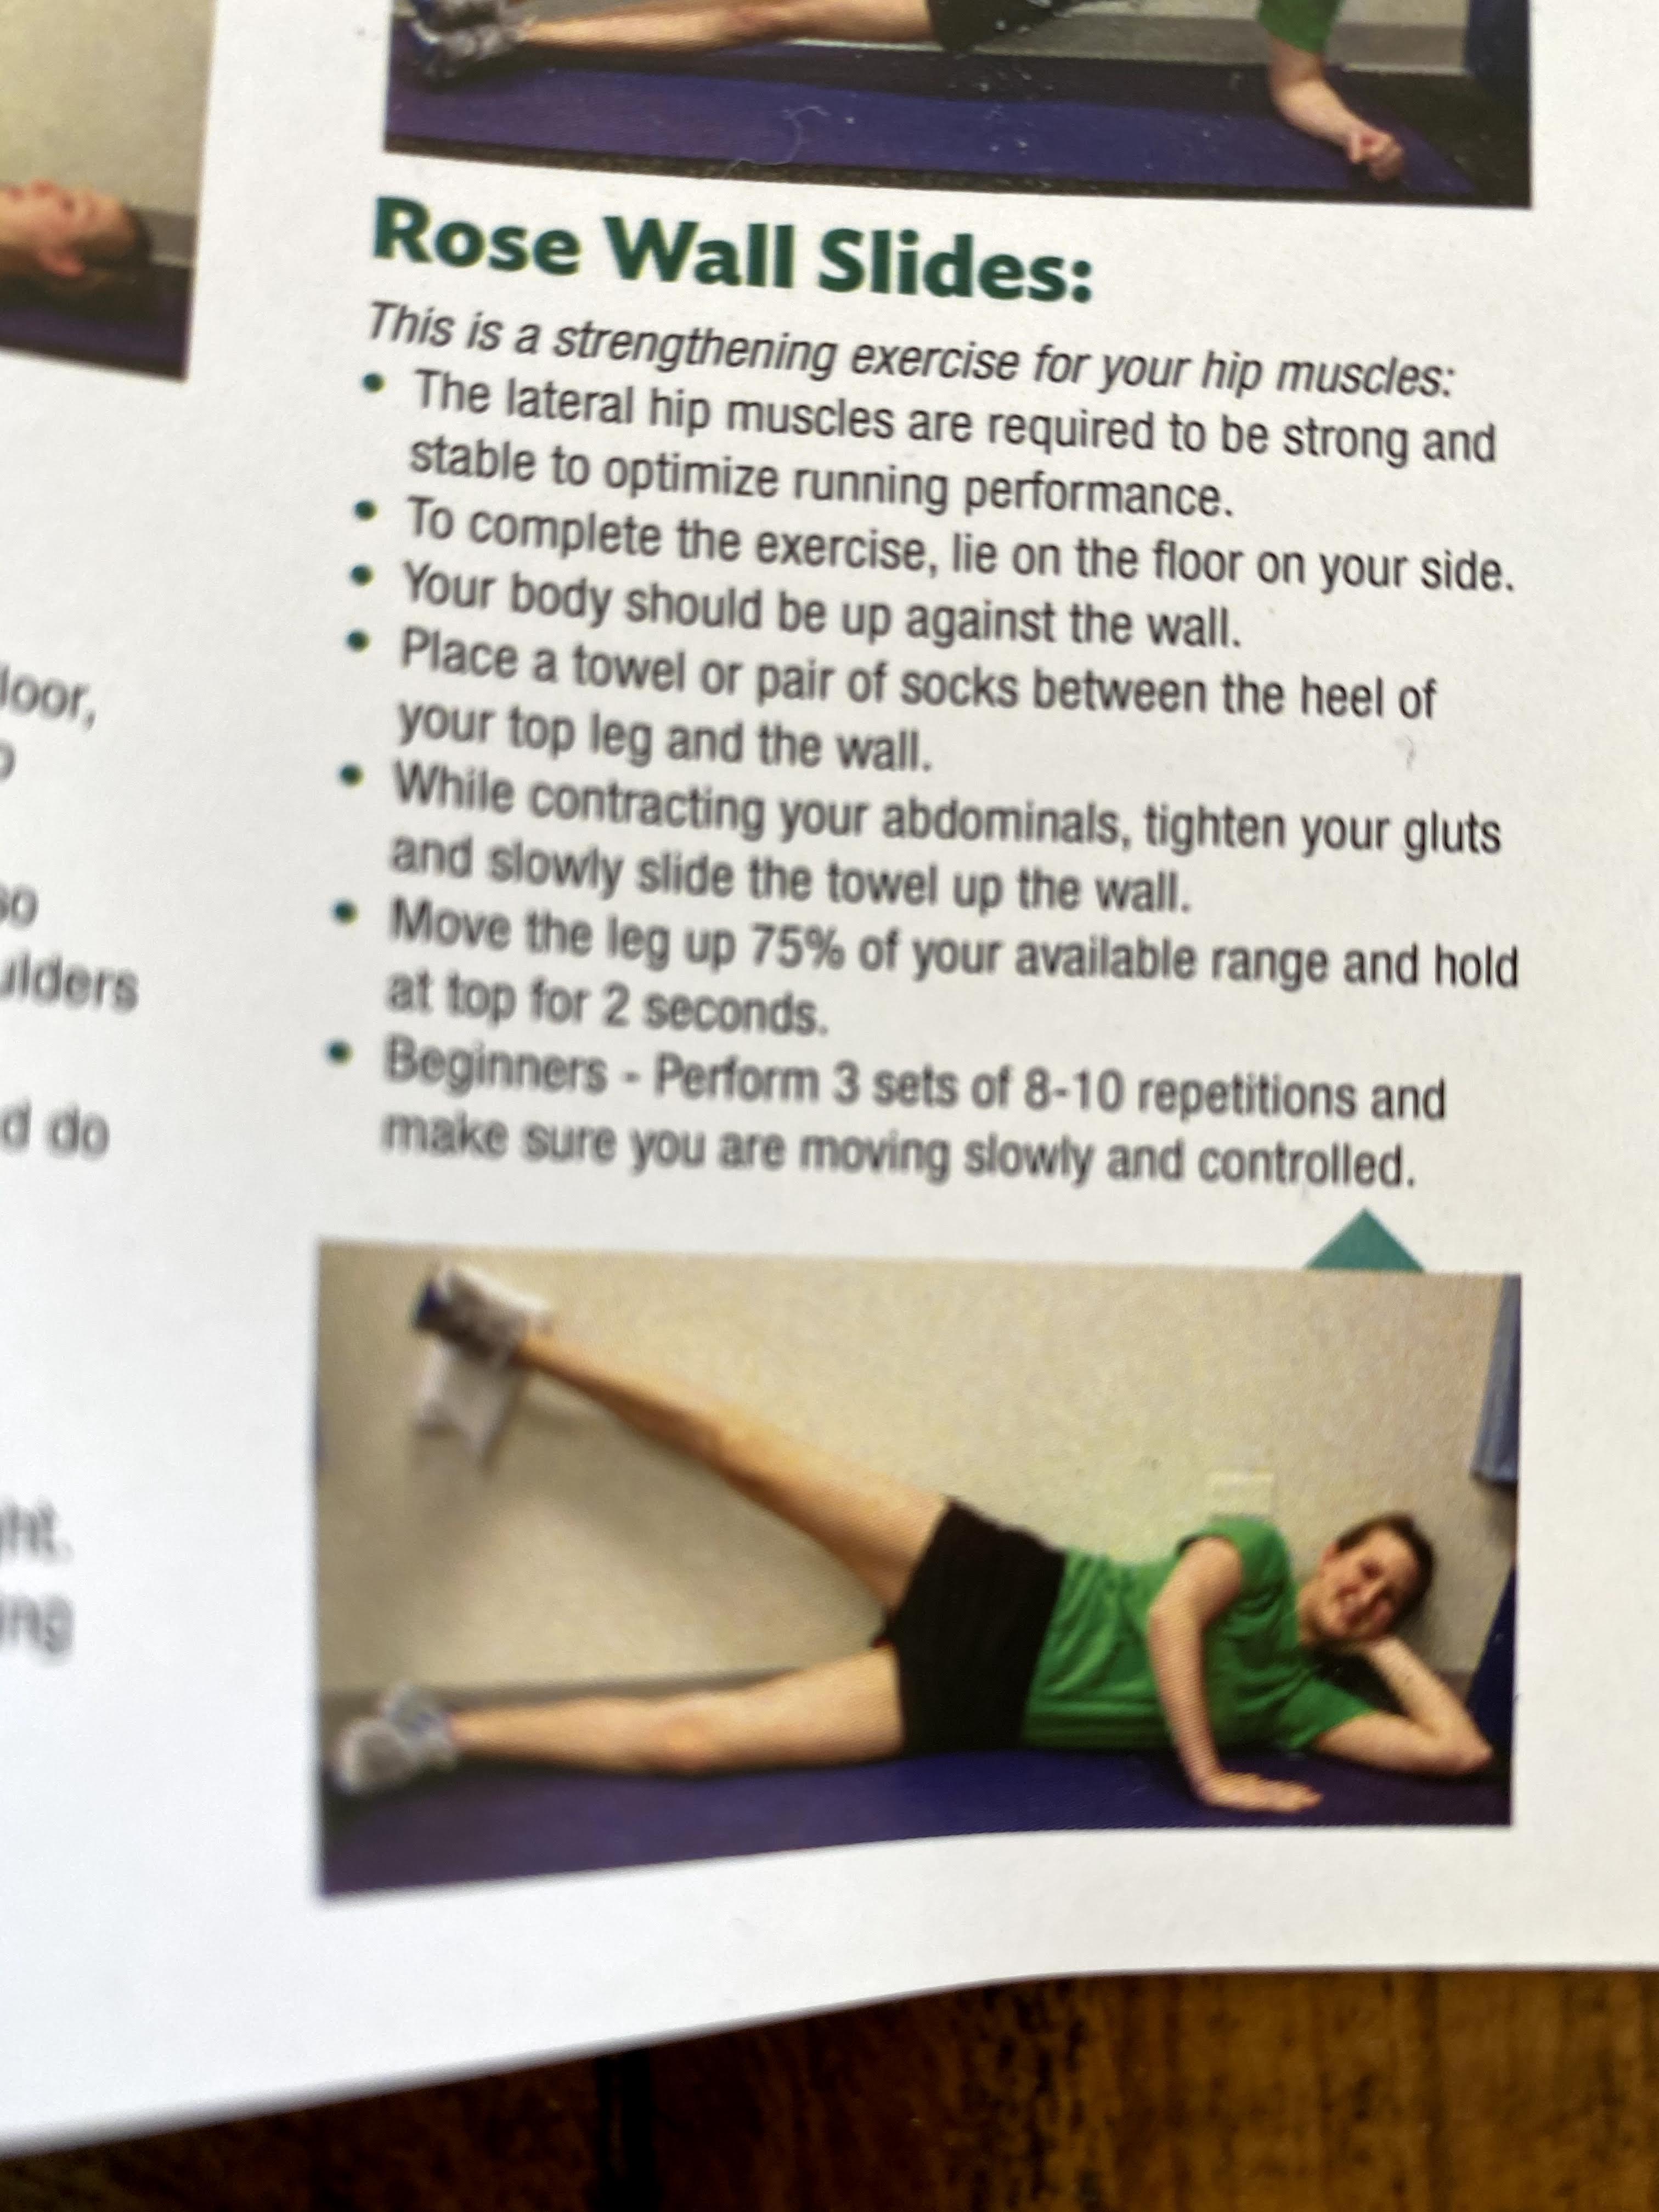 loor,
so
ulders
d do
ht.
ing
Rose Wall Slides:
This is a strengthening exercise for your hip muscles:
• The lateral hip muscles are required to be strong and
stable to optimize running performance.
• To complete the exercise, lie on the floor on your side.
• Your body should be up against the wall.
• Place a towel or pair of socks between the heel of
your top leg and the wall.
• While contracting your abdominals, tighten your gluts
and slowly slide the towel up the wall.
• Move the leg up 75% of your available range and hold
at top for 2 seconds.
• Beginners - Perform 3 sets of 8-10 repetitions and
make sure you are moving slowly and controlled.